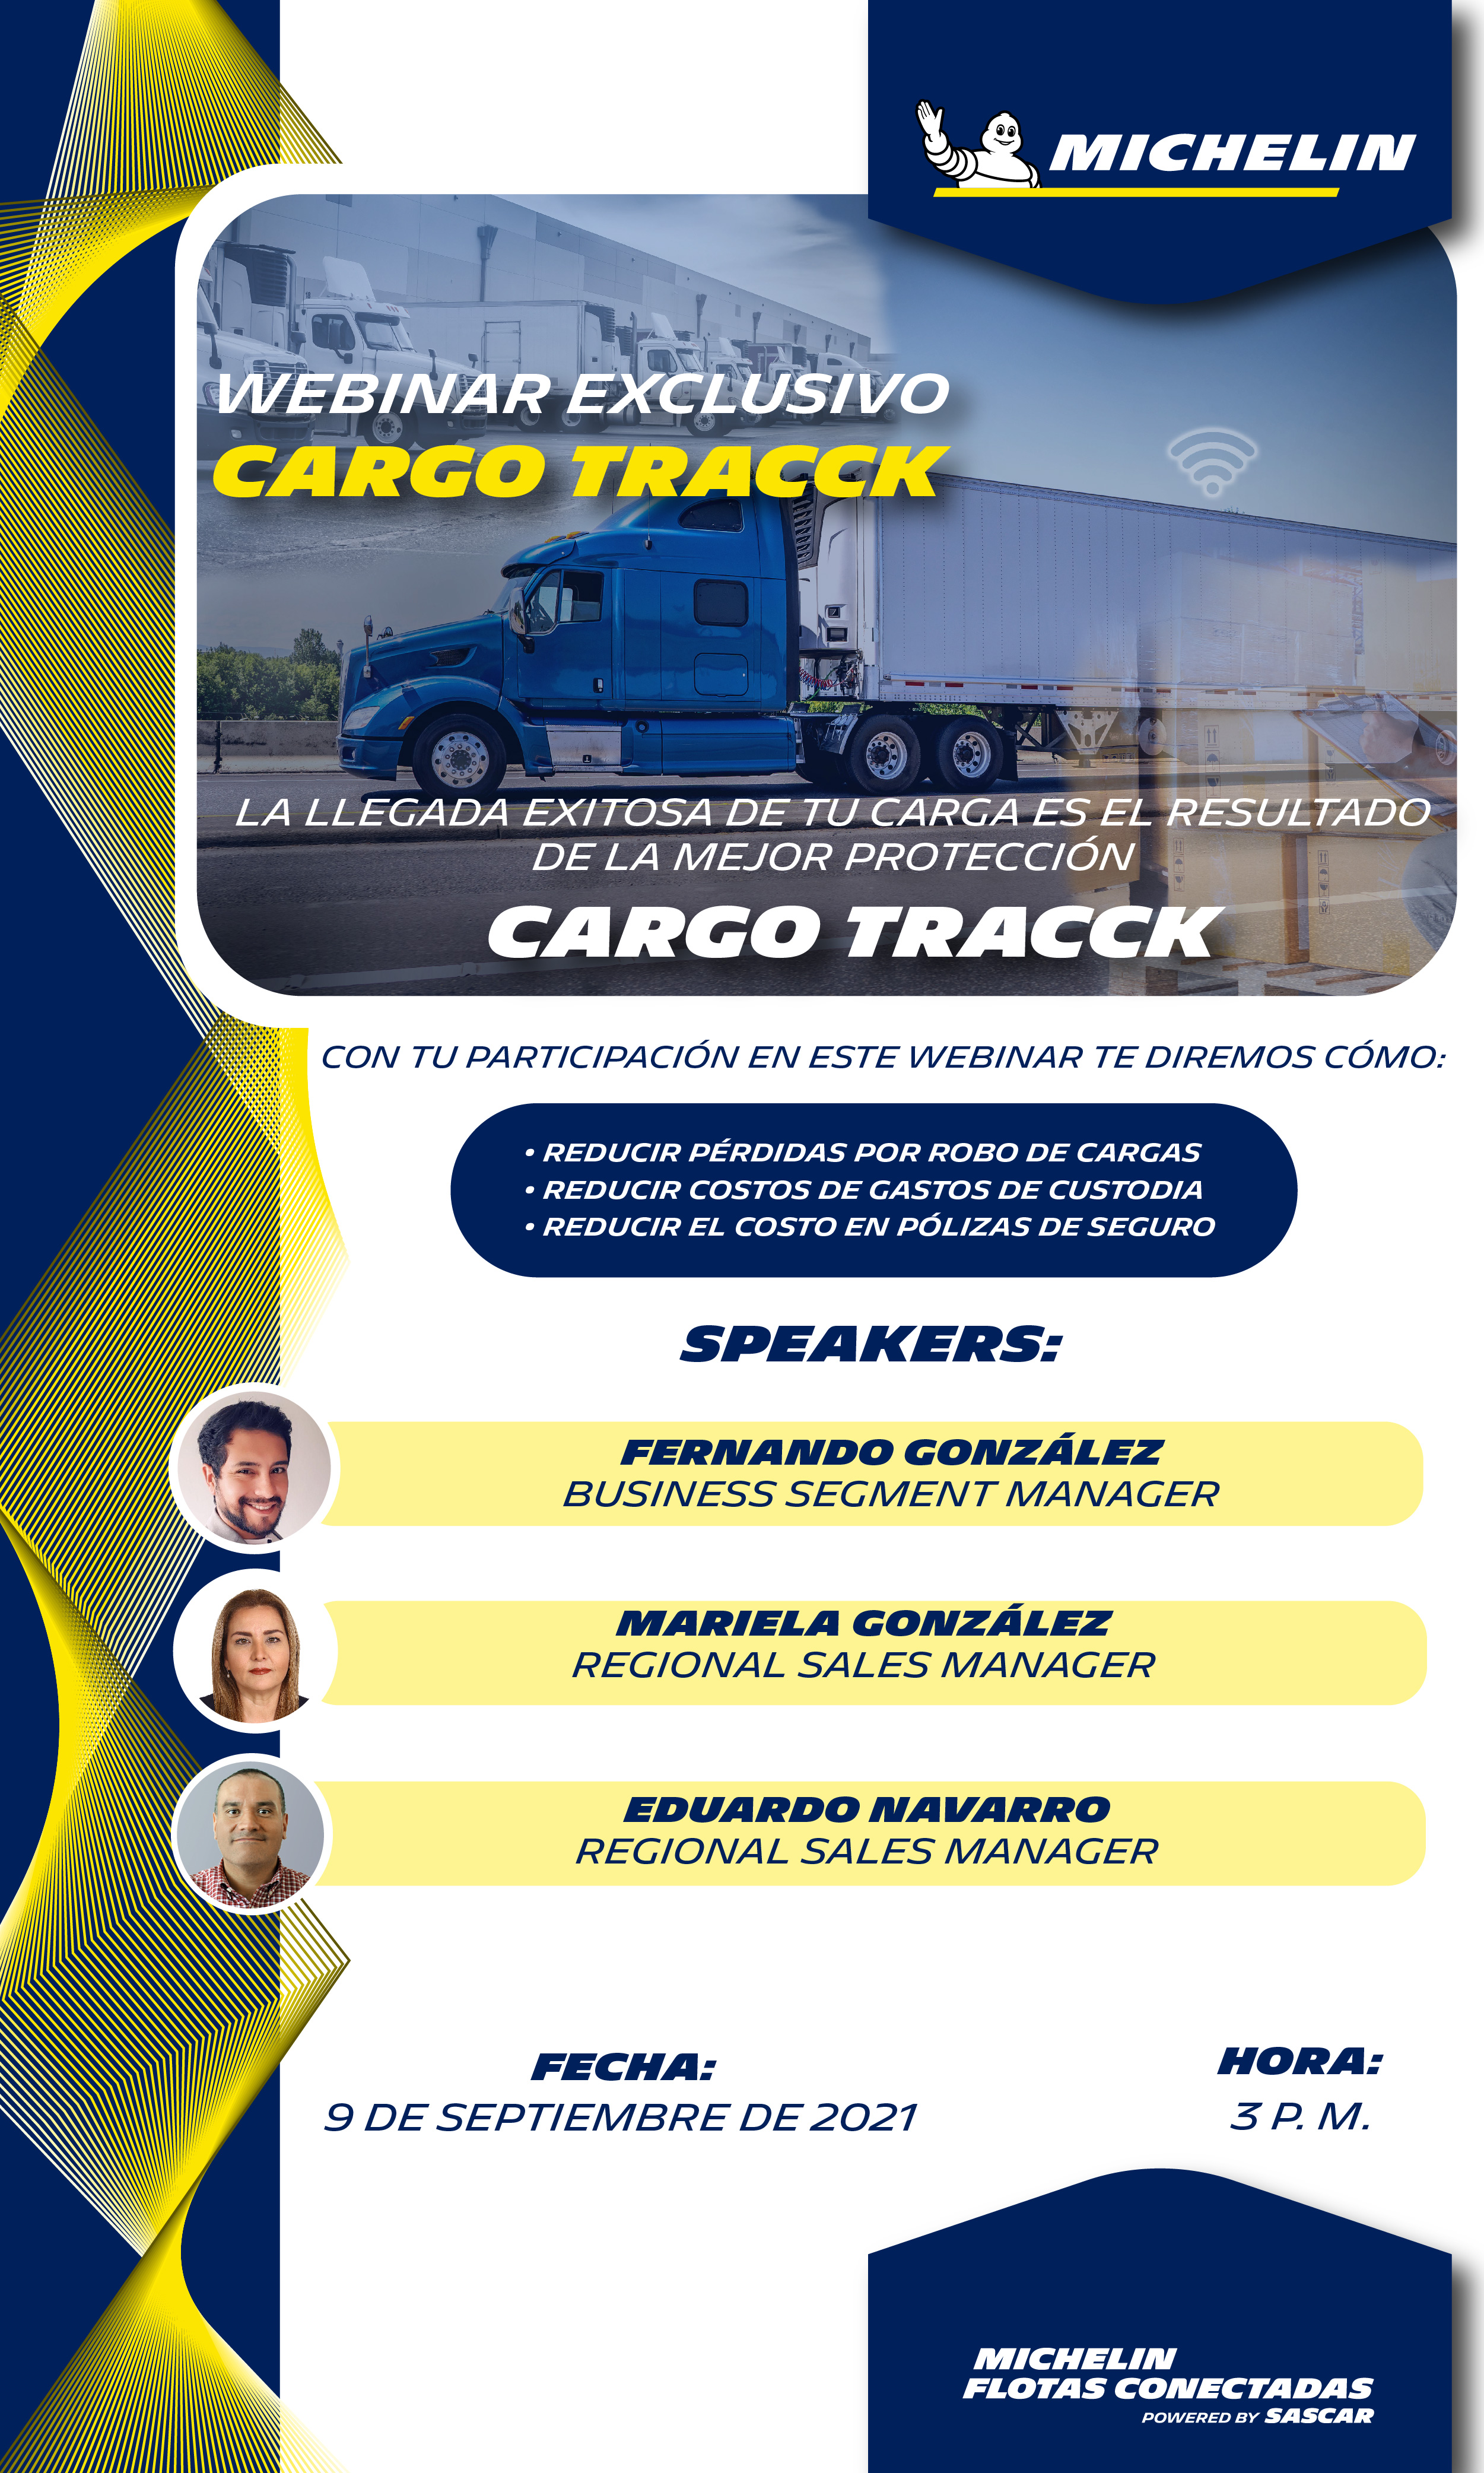 MICHELIN
WEBINAR EXCLUSIVO
CARGO TRACCK
LA LLEGADA EXITOSA DE TU CARGA ES EL RESULTADO
DE LA MEJOR PROTECCIÓN
CARGO TRACCK
CON TU PARTICIPACIÓN EN ESTE WEBINAR TE DIREMOS CÓMO:
• REDUCIR PÉRDIDAS POR ROBO DE CARGAS
• REDUCIR COSTOS DE GASTOS DE CUSTODIA
• REDUCIR EL COSTO EN PÓLIZAS DE SEGURO
SPEAKERS:
FERNANDO GONZÁLEZ
BUSINESS SEGMENT MANAGER
MARIELA GONZÁLEZ
REGIONAL SALES MANAGER
EDUARDO NAVARRO
REGIONAL SALES MANAGER
FECHA:
9 DE SEPTIEMBRE DE 2021
HORA:
3 P. M.
MICHELIN
FLOTAS CONECTADAS
POWERED BY SASCAR